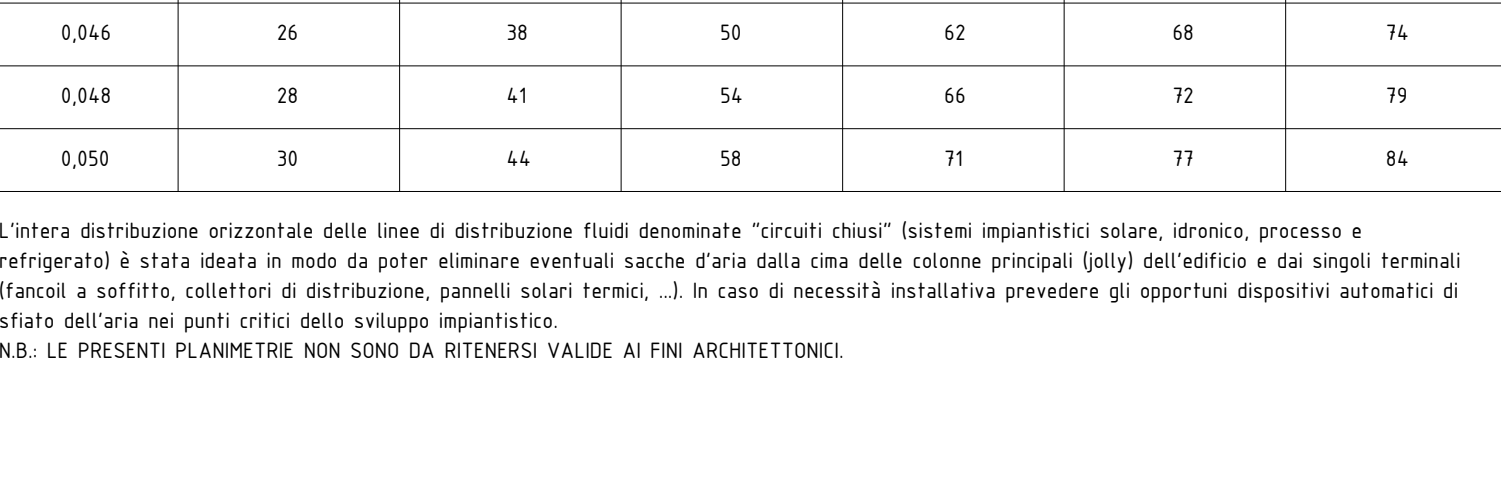 0,046 26 38 50 62 68 74
0,048 28 41 54 66 72 79
0,050 30 44 58 71 77 84
L'intera distribuzione orizzontale delle linee di distribuzione fluidi denominate "circuiti chiusi" (sistemi impiantistici solare, idronico, processo e
refrigerato) è stata ideata in modo da poter eliminare eventuali sacche d'aria dalla cima delle colonne principali (jolly) dell'edificio e dai singoli terminali
(fancoil a soffitto, collettori di distribuzione, pannelli solari termici, ...). In caso di necessità installativa prevedere gli opportuni dispositivi automatici di
sfiato dell'aria nei punti critici dello sviluppo impiantistico.
N.B.: LE PRESENTI PLANIMETRIE NON SONO DA RITENERSI VALIDE AI FINI ARCHITETTONICI.